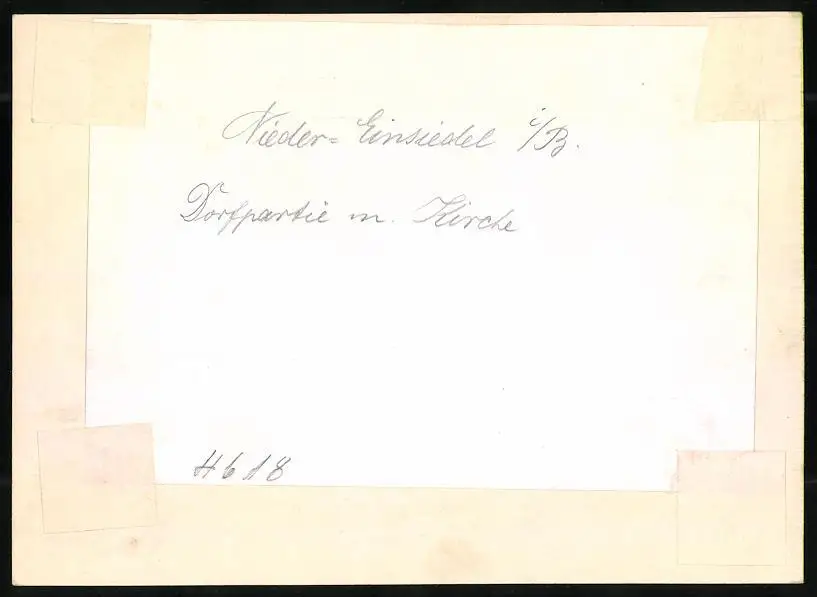 Nieder= Einsiedel i/B.
Dorfpartie m. Kirche
4618